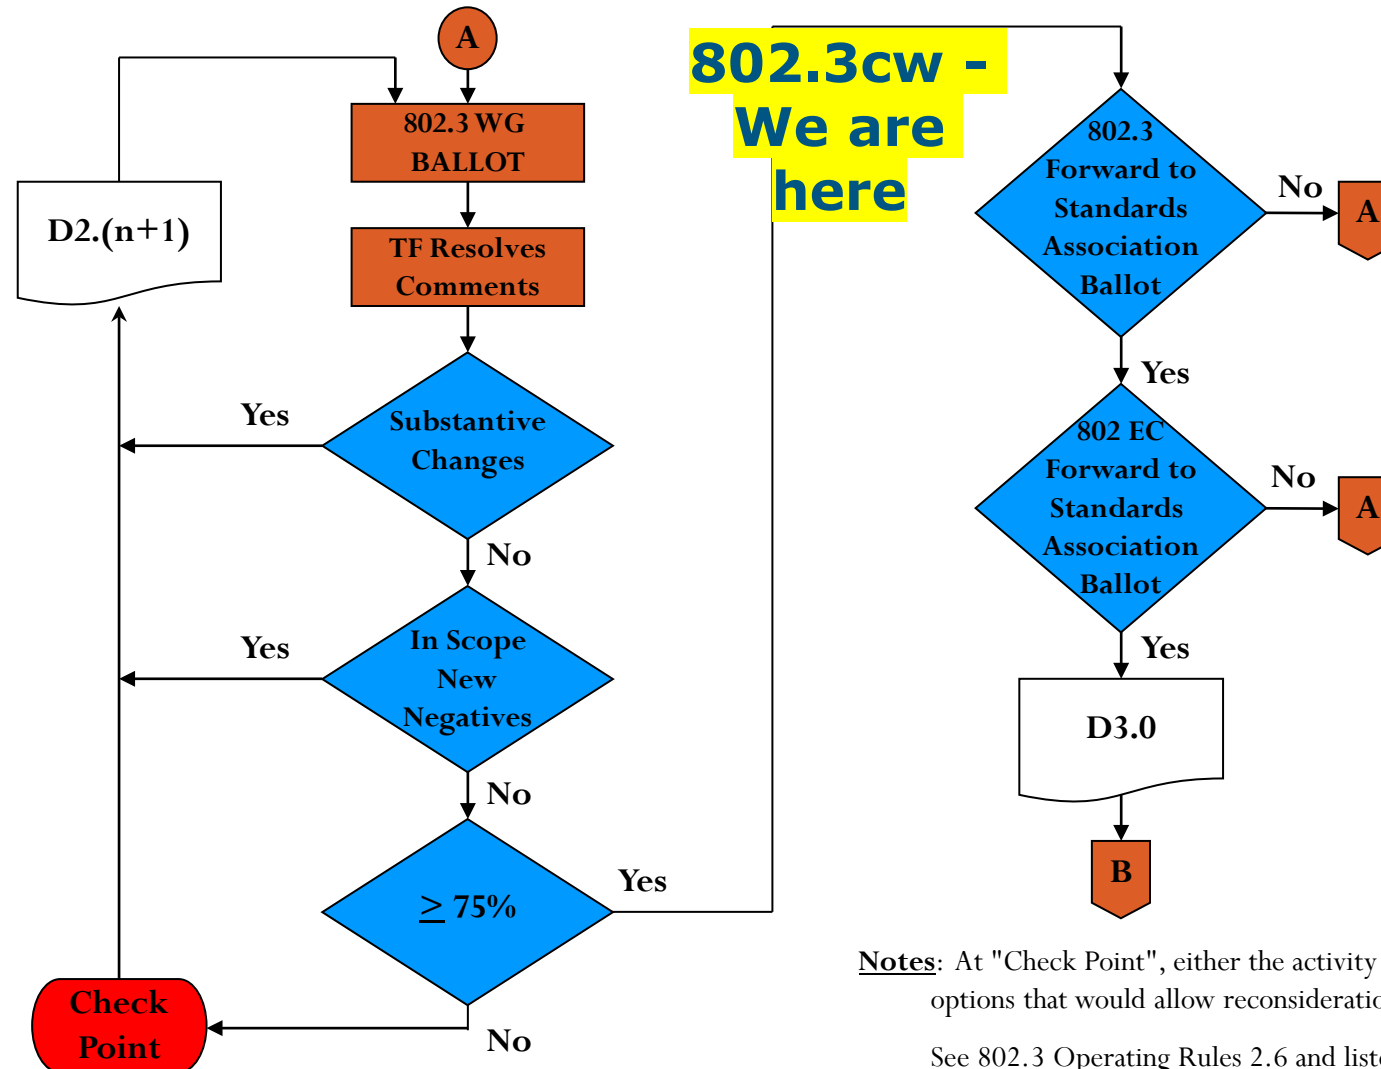 A
802.3 WG
BALLOT
TF Resolves
Comments
D2.(n+1)
Substantive
Changes
Yes
No
In Scope
New
Negatives
Yes
No
≥ 75%
Yes
No
Check
Point
802.3cw -
We are
here
802.3
Forward to
Standards
Association
Ballot
No
A
Yes
802 EC
Forward to
Standards
Association
Ballot
No
A
Yes
D3.0
B
Notes: At "Check Point", either the activity
options that would allow
See 802.3 Operating Rules 2.6 and